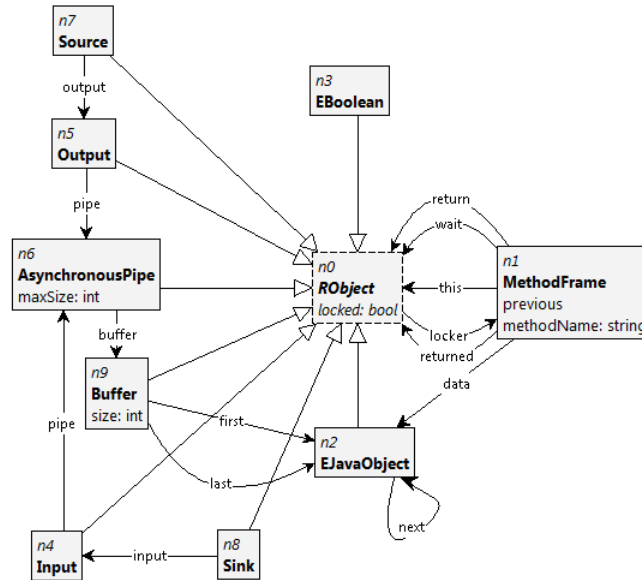 n7
Source
output
n3
EBoolean
n5
Output
pipe
return
wait
n6
AsynchronousPipe
maxSize: int
n0
RObject
locked: bool
this
n1
MethodFrame
previous
methodName: string
locker
returned
buffer
n9
Buffer
size: int
data
pipe
first
n2
EJavaObject
last
next
n4
Input
input
n8
Sink